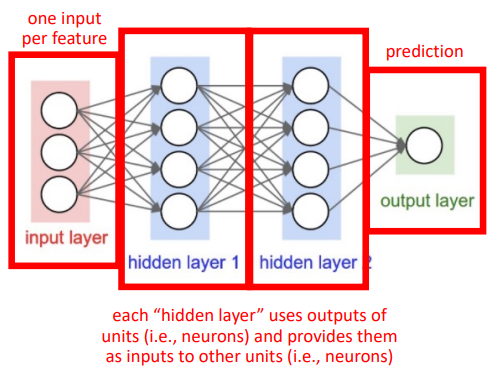 one input
per feature
prediction
input layer
hidden layer 1
hidden layer 2
output layer
each “hidden layer” uses outputs of
units (i.e., neurons) and provides them
as inputs to other units (i.e., neurons)